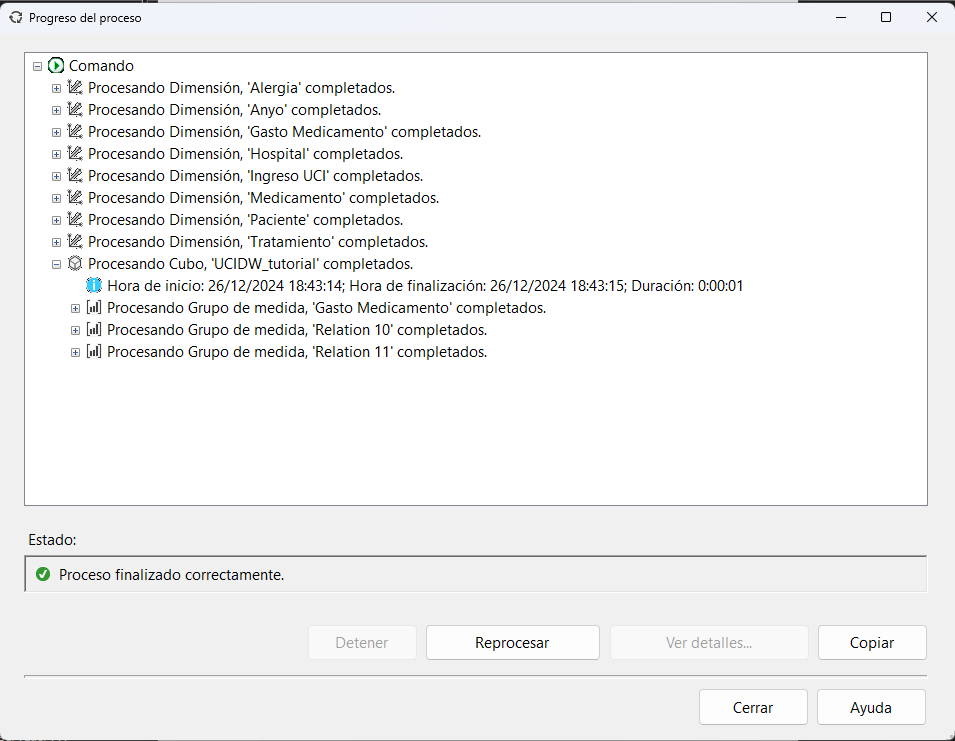 Progreso del proceso
Comando
Procesando Dimensión, 'Alergia' completados.
Procesando Dimensión, 'Anyo' completados.
Procesando Dimensión, 'Gasto Medicamento' completados.
Procesando Dimensión, 'Hospital' completados.
Procesando Dimensión, 'Ingreso UCI' completados.
Procesando Dimensión, 'Medicamento' completados.
Procesando Dimensión, 'Paciente' completados.
Procesando Dimensión, 'Tratamiento' completados.
Procesando Cubo, 'UCIDW_tutorial' completados.
Hora de inicio: 26/12/2024 18:43:14; Hora de finalización: 26/12/2024 18:43:15; Duración: 0:00:01
Procesando Grupo de medida, 'Gasto Medicamento' completados.
Procesando Grupo de medida, 'Relation 10' completados.
Procesando Grupo de medida, 'Relation 11' completados.
Estado:
Proceso finalizado correctamente.
Detener Reprocesar Ver detalles... Copiar
Cerrar Ayuda